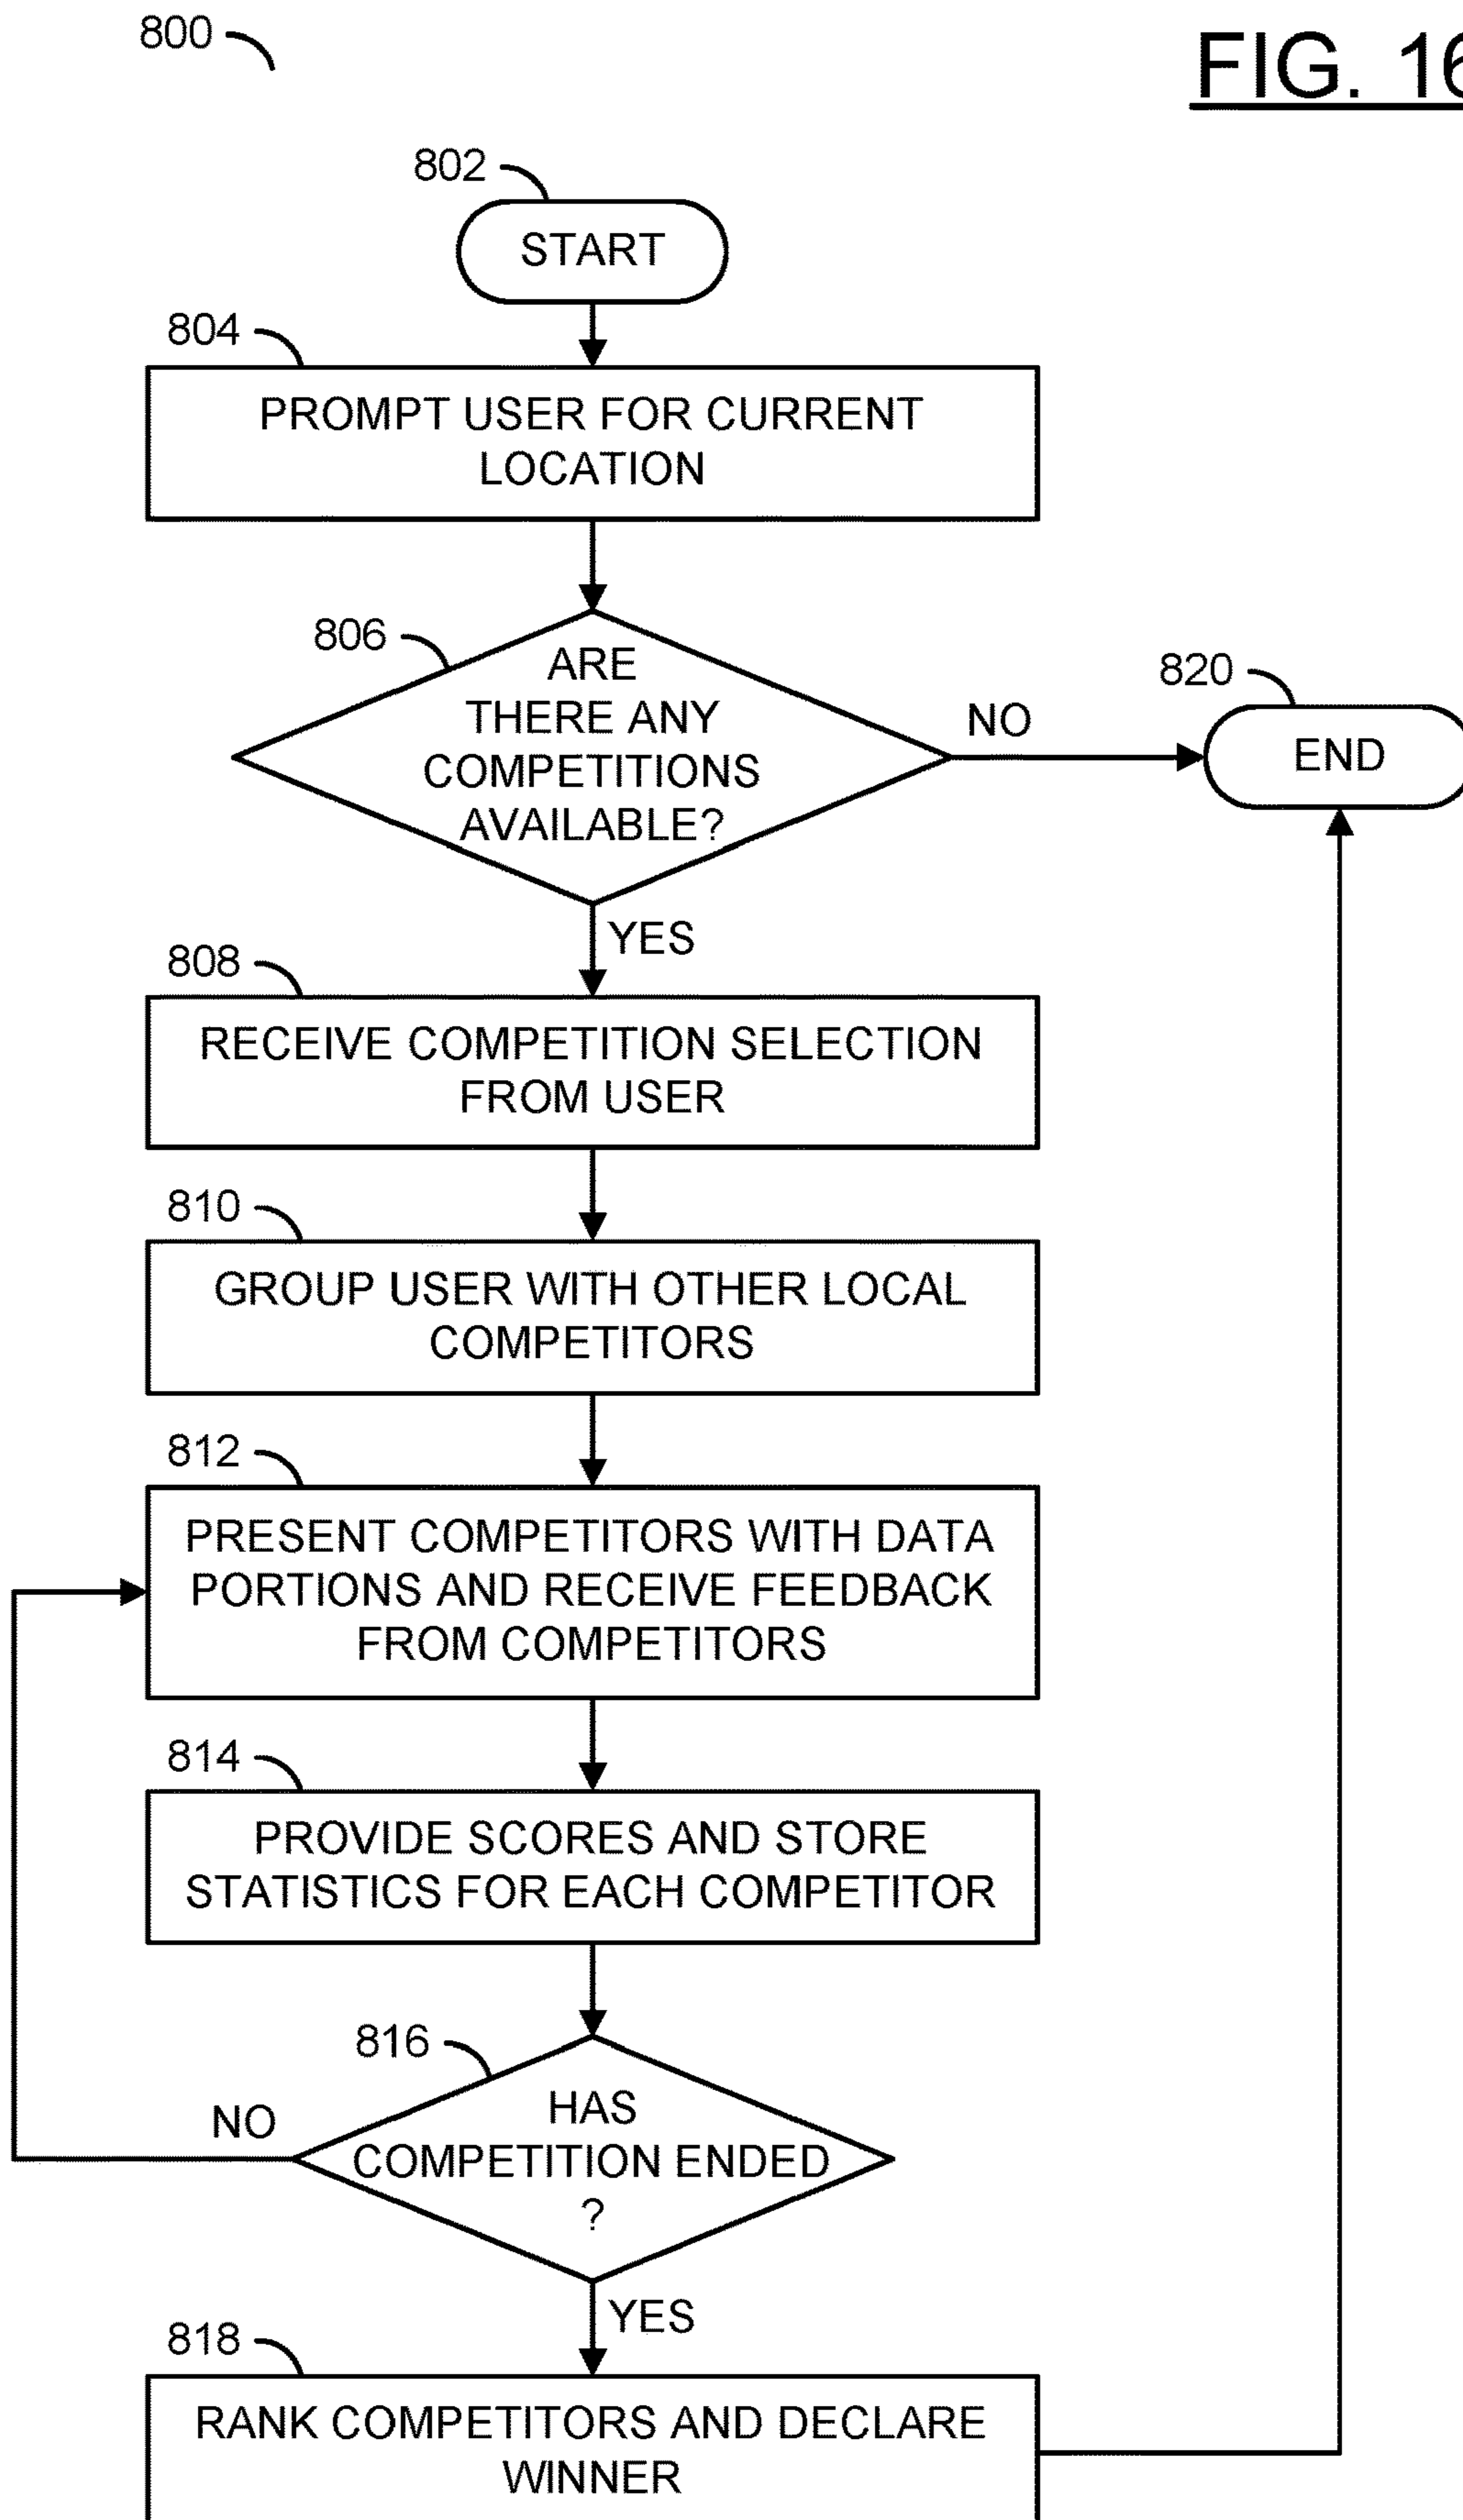 800
FIG. 16
802
START
804
PROMPT USER FOR CURRENT
LOCATION
806
ARE
THERE ANY
COMPETITIONS
AVAILABLE?
NO
820
END
YES
808
RECEIVE COMPETITION SELECTION
FROM USER
810
GROUP USER WITH OTHER LOCAL
COMPETITORS
812
PRESENT COMPETITORS WITH DATA
PORTIONS AND RECEIVE FEEDBACK
FROM COMPETITORS
814
PROVIDE SCORES AND STORE
STATISTICS FOR EACH COMPETITOR
816
HAS
COMPETITION ENDED
?
NO
YES
818
RANK COMPETITORS AND DECLARE
WINNER